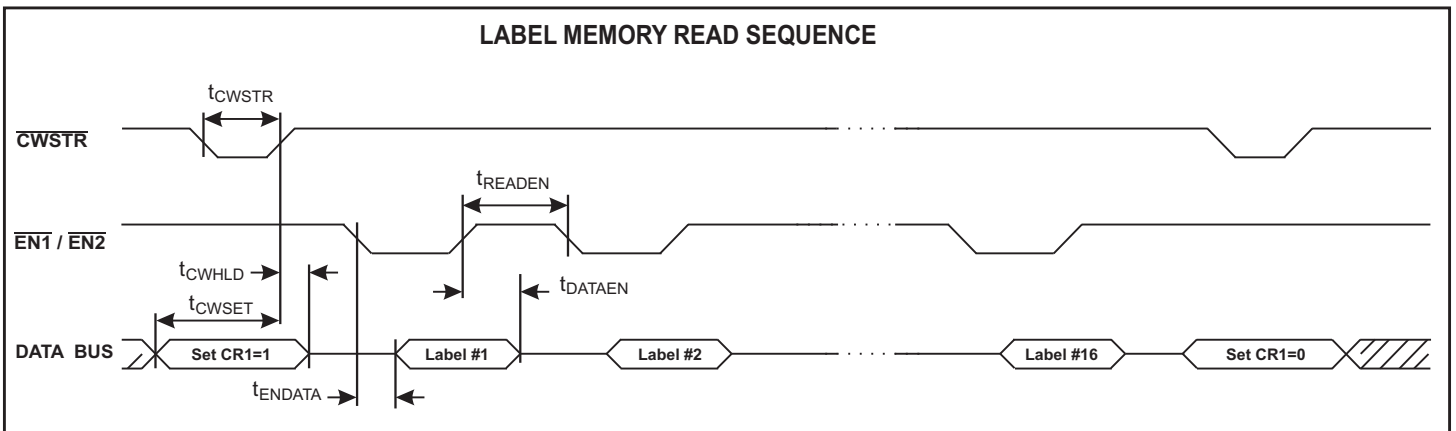 LABEL MEMORY READ SEQUENCE
tCWSTR
CWSTR
tREADEN
EN1 / EN2
tCWHLD
tDATAEN
tCWSET
DATA BUS
Set CR1=1
Label #1
Label #2
Label #16
Set CR1=0
tENDATA